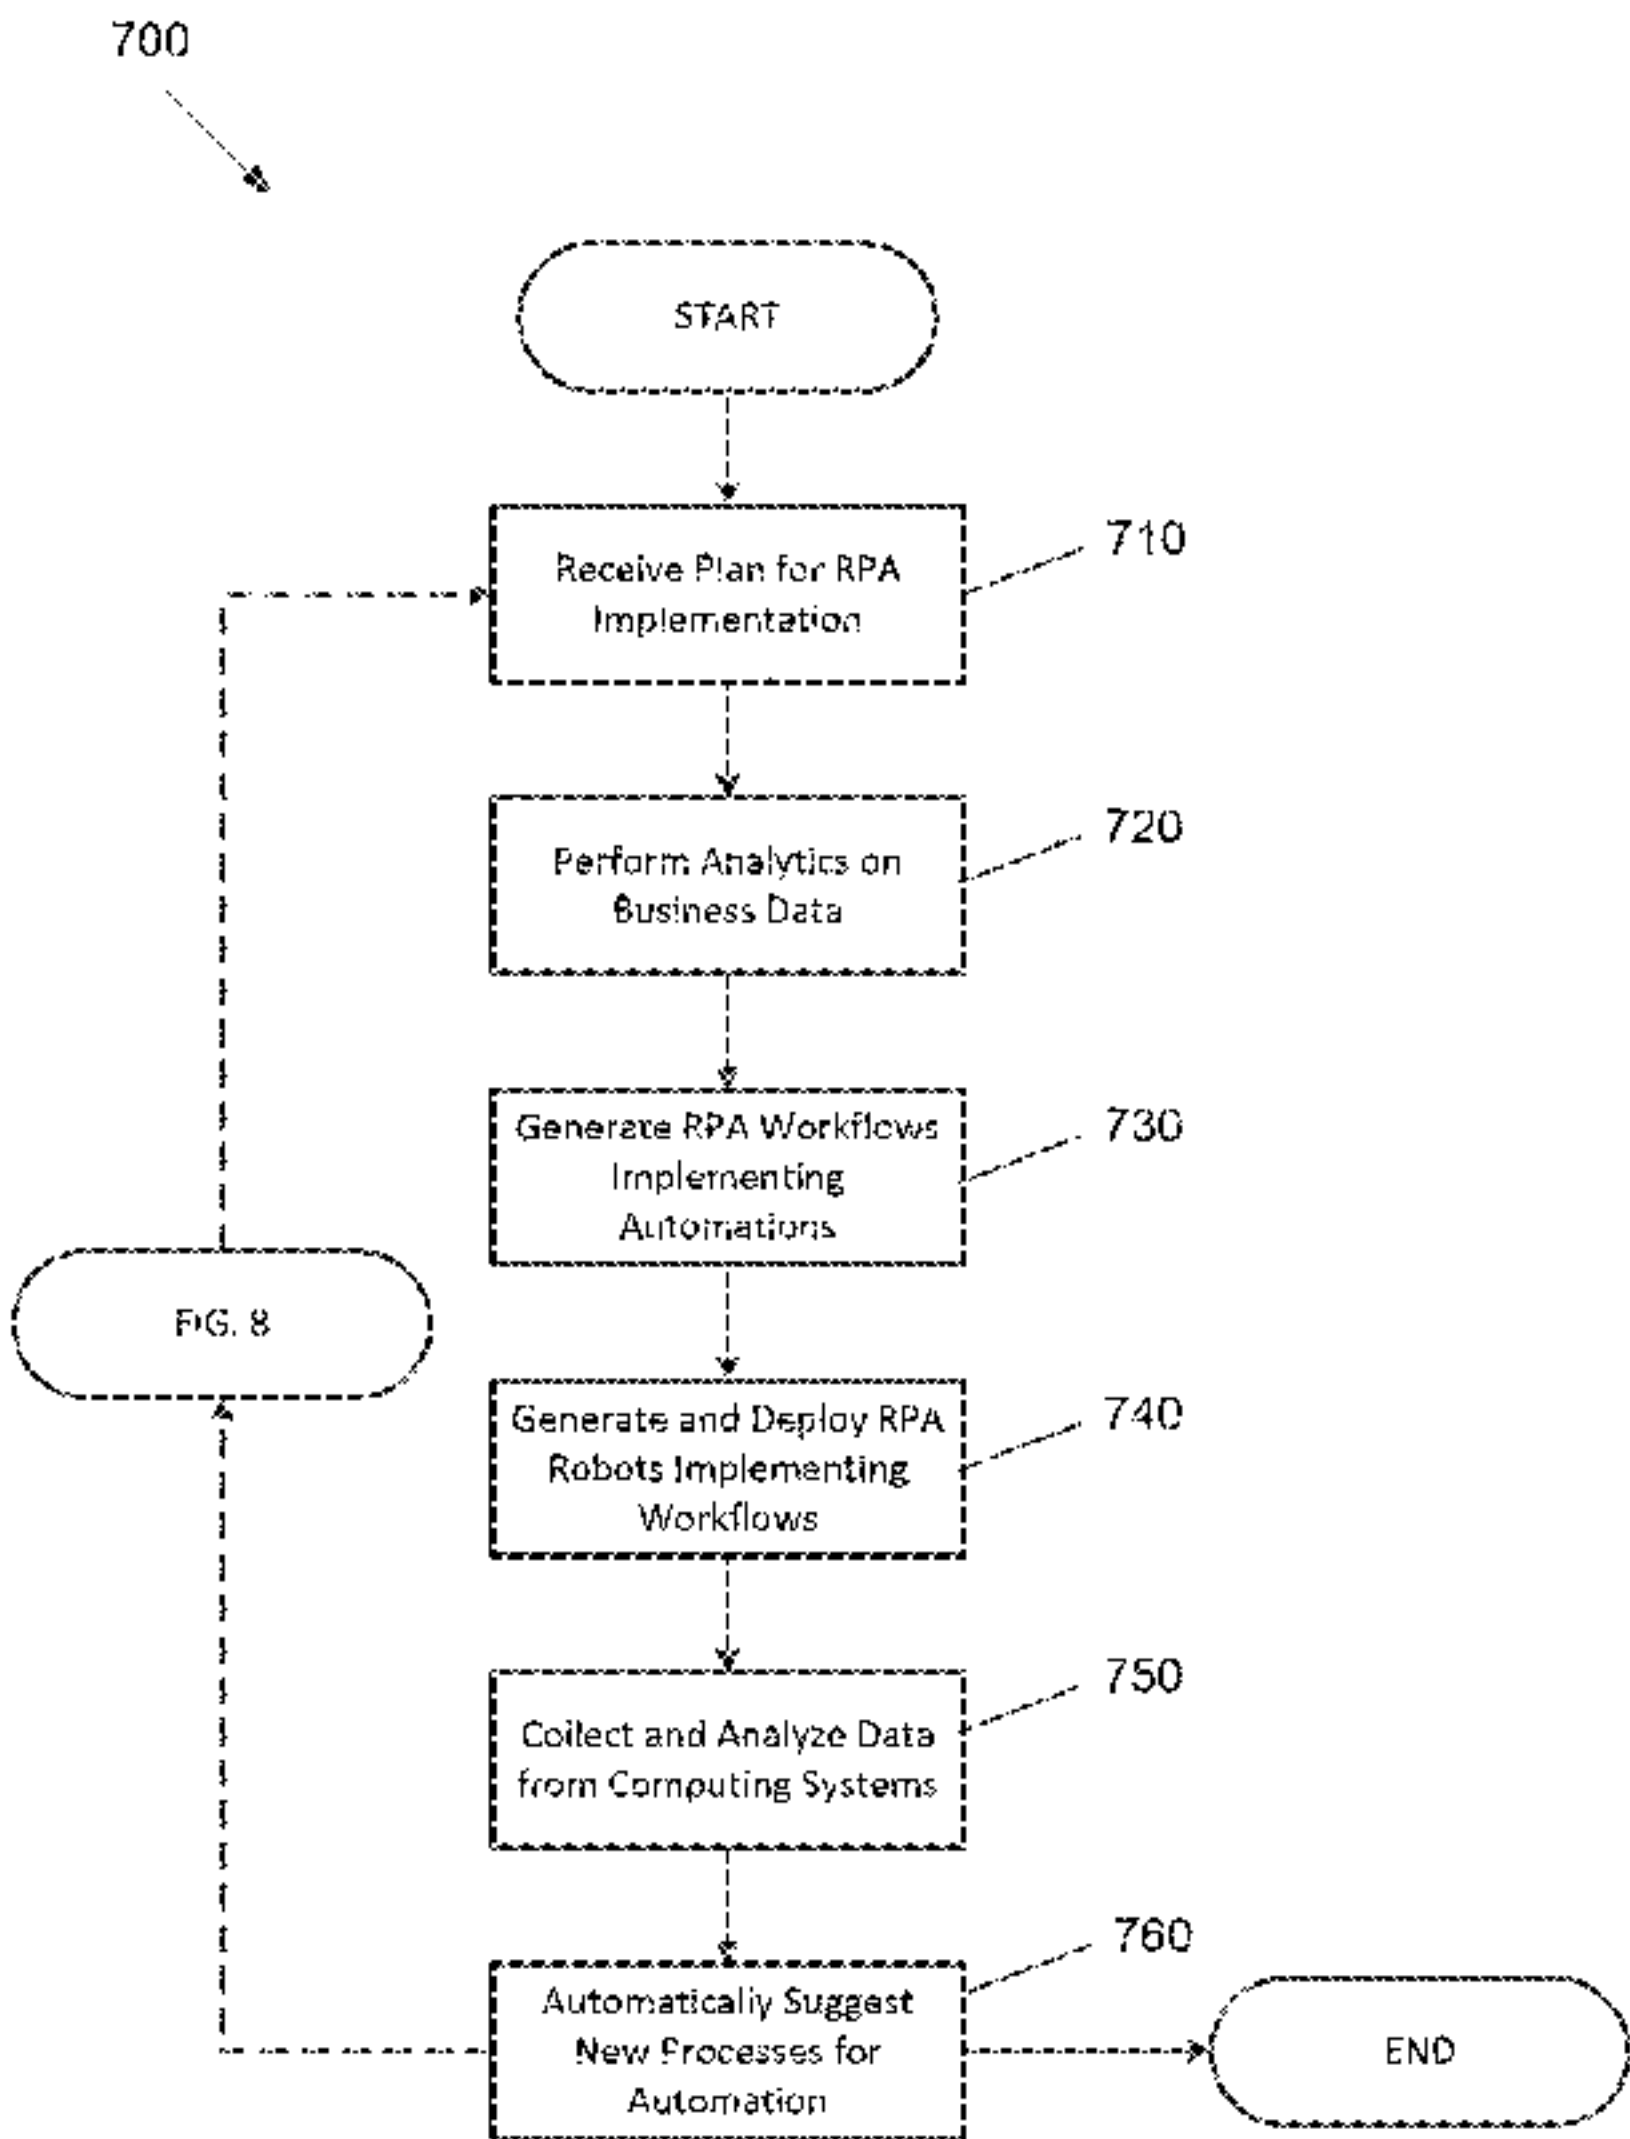 700
START
Receive Plan for RPA
Implementation
710
Perform Analytics on
Business Data
720
Generate RPA Workflows
Implementing
Automations
730
FIG. 8
Generate and Deploy RPA
Robots Implementing
Workflows
740
Collect and Analyze Data
from Computing Systems
750
Automatically Suggest
New Processes for
Automation
760
END